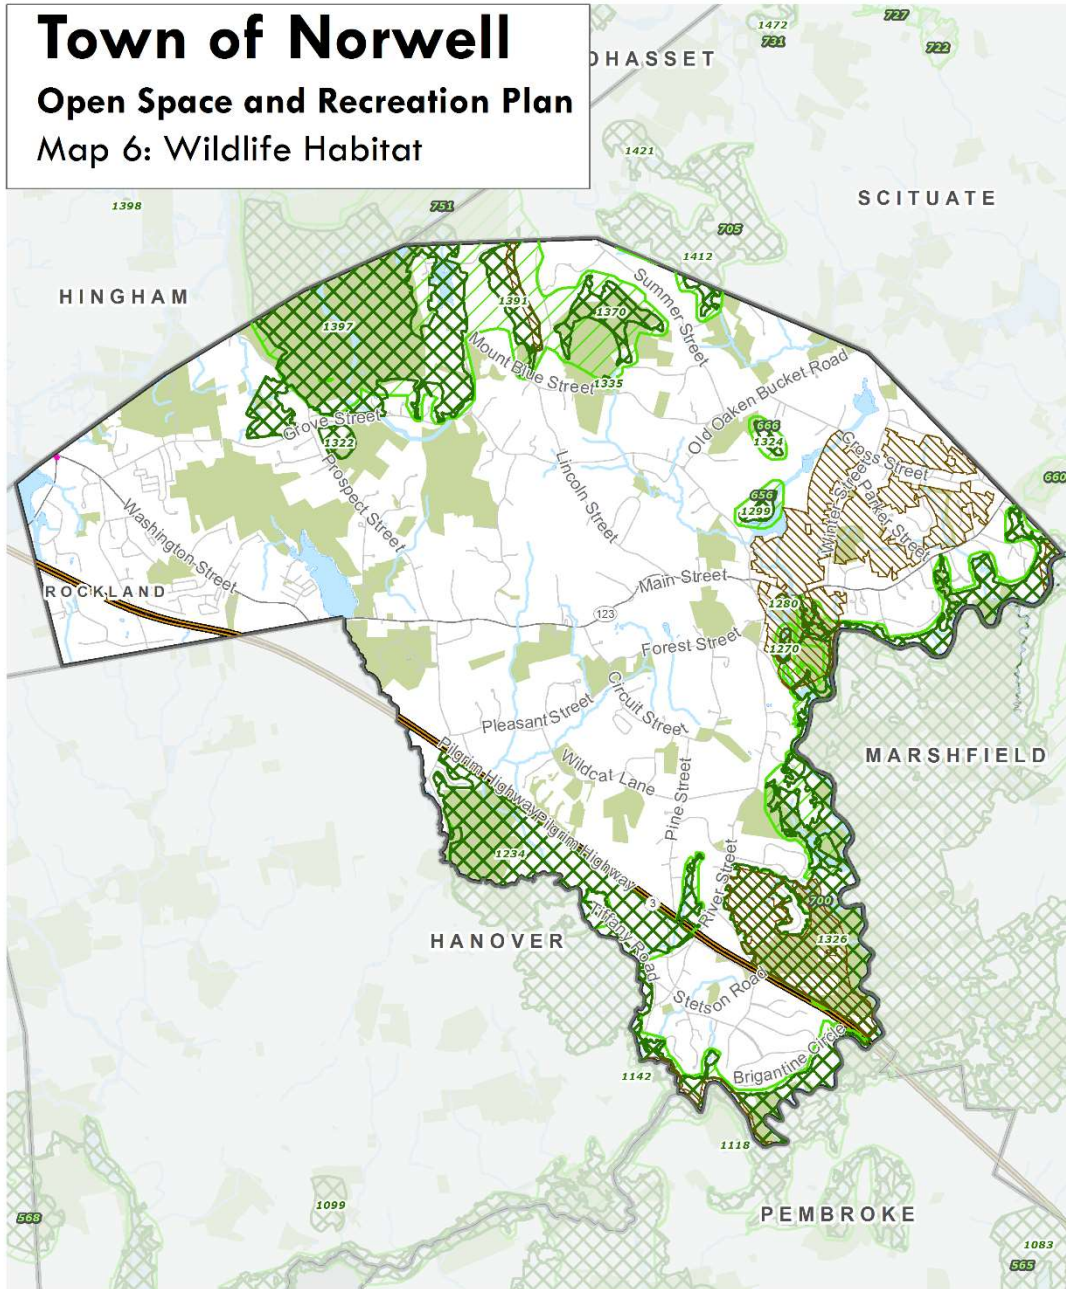 Town of Norwell
Open Space and Recreation Plan
Map 6: Wildlife Habitat
727
1472
731
722
OHASSET
1421
SCITUATE
1398
751
705
1412
HINGHAM
1397
1391
1370
Summer Street
Mount Blue Street
1335
Old Oaken Bucket Road
Grove Street
1322
666
1324
Cross Street
Prospect Street
Lincoln Street
656
1299
Winter Street
Parker Street
660
Washington Street
Main Street
ROCKLAND
123
1280
Forest Street
1270
Circuit Street
Pleasant Street
MARSHFIELD
Pilgrim Highway
Pilgrim Highway
Wildcat Lane
Pine Street
1234
River Street
3
700
Tiffany Road
HANOVER
1326
Stetson Road
Brigantine Circle
1142
1118
1099
568
PEMBROKE
1083
565